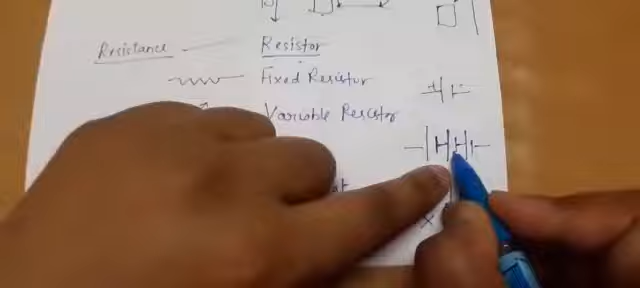 Resistance Resistor
Fixed Resistor
Variable Resistor